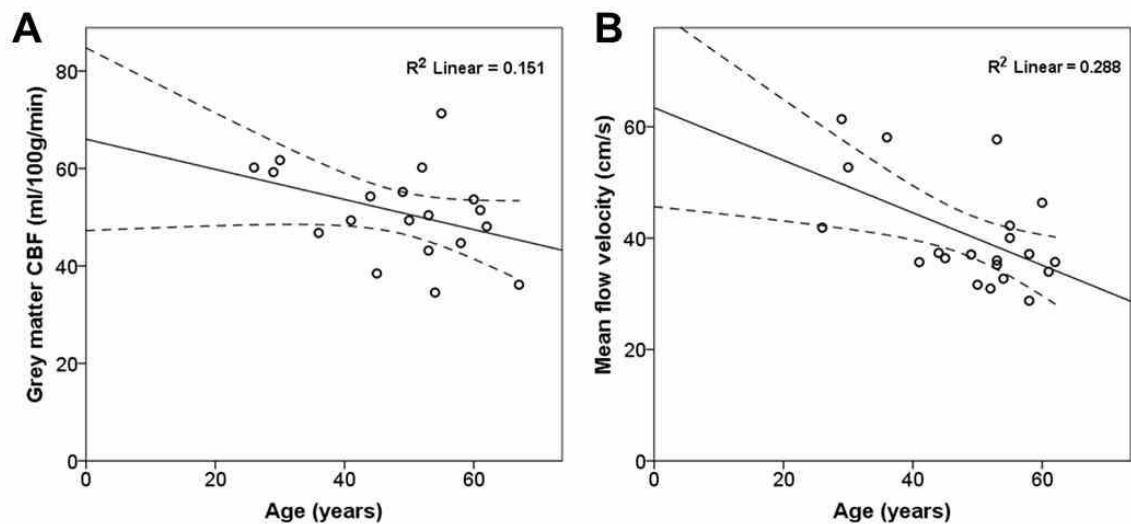 A
B
R² Linear = 0.151
R² Linear = 0.288
Grey matter CBF (ml/100g/min)
80
60
40
20
0
0 20 40 60
Age (years)
Mean flow velocity (cm/s)
60
40
20
0
0 20 40 60
Age (years)